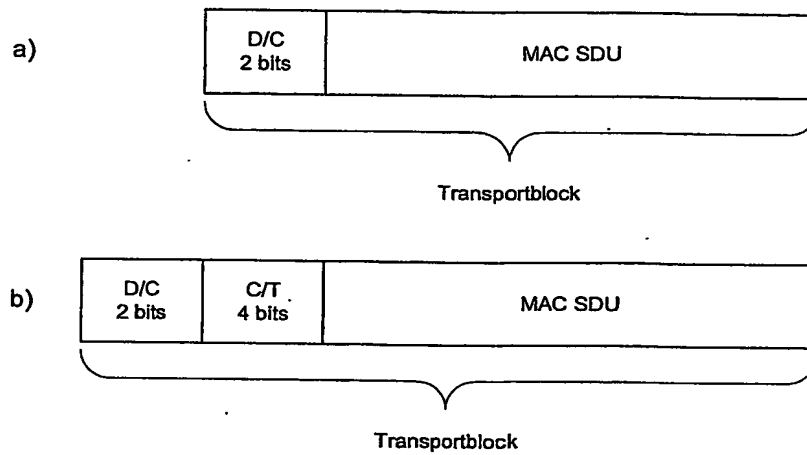 a)
D/C
2 bits
MAC SDU
Transportblock
b)
D/C
2 bits
C/T
4 bits
MAC SDU
Transportblock